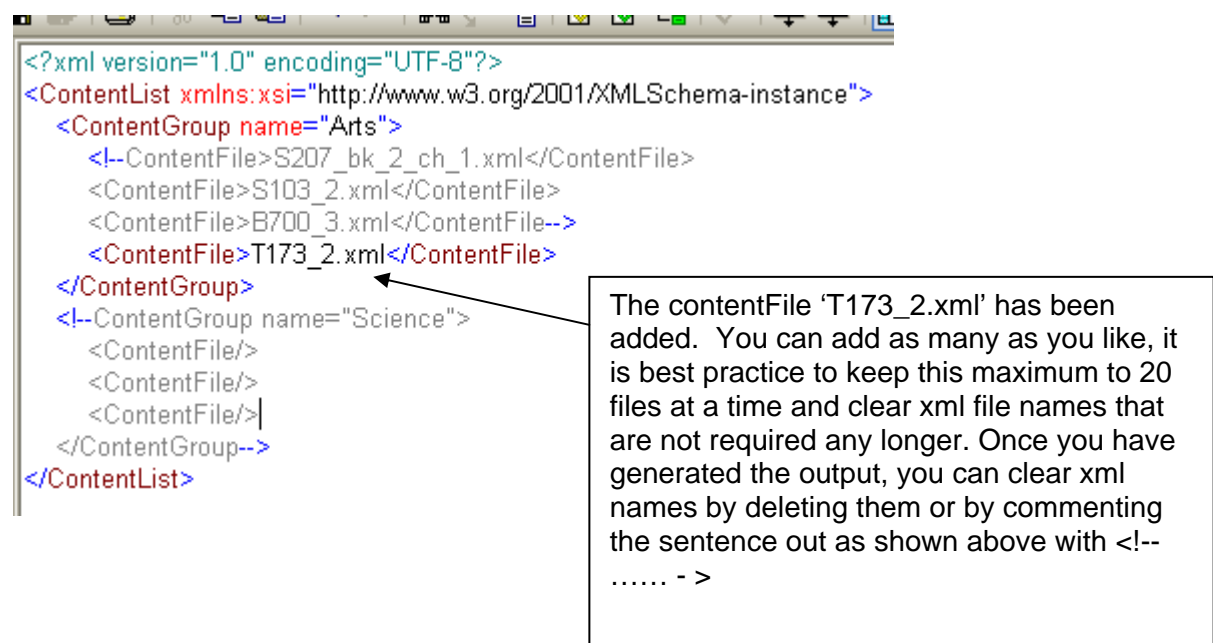 <?xml version="1.0" encoding="UTF-8"?>
<ContentList xmlns:xsi="http://www.w3.org/2001/XMLSchema-instance">
<ContentGroup name="Arts">
<!--ContentFile>S207_bk_2_ch_1.xml</ContentFile>
<ContentFile>S103_2.xml</ContentFile>
<ContentFile>B700_3.xml</ContentFile-->
<ContentFile>T173_2.xml</ContentFile>
</ContentGroup>
<!--ContentGroup name="Science">
<ContentFile/>
<ContentFile/>
<ContentFile/>
</ContentGroup-->
</ContentList>
The contentFile ‘T173_2.xml’ has been
added. You can add as many as you like, it
is best practice to keep this maximum to 20
files at a time and clear xml file names that
are not required any longer. Once you have
generated the output, you can clear xml
names by deleting them or by commenting
the sentence out as shown above with <!--
…… - >